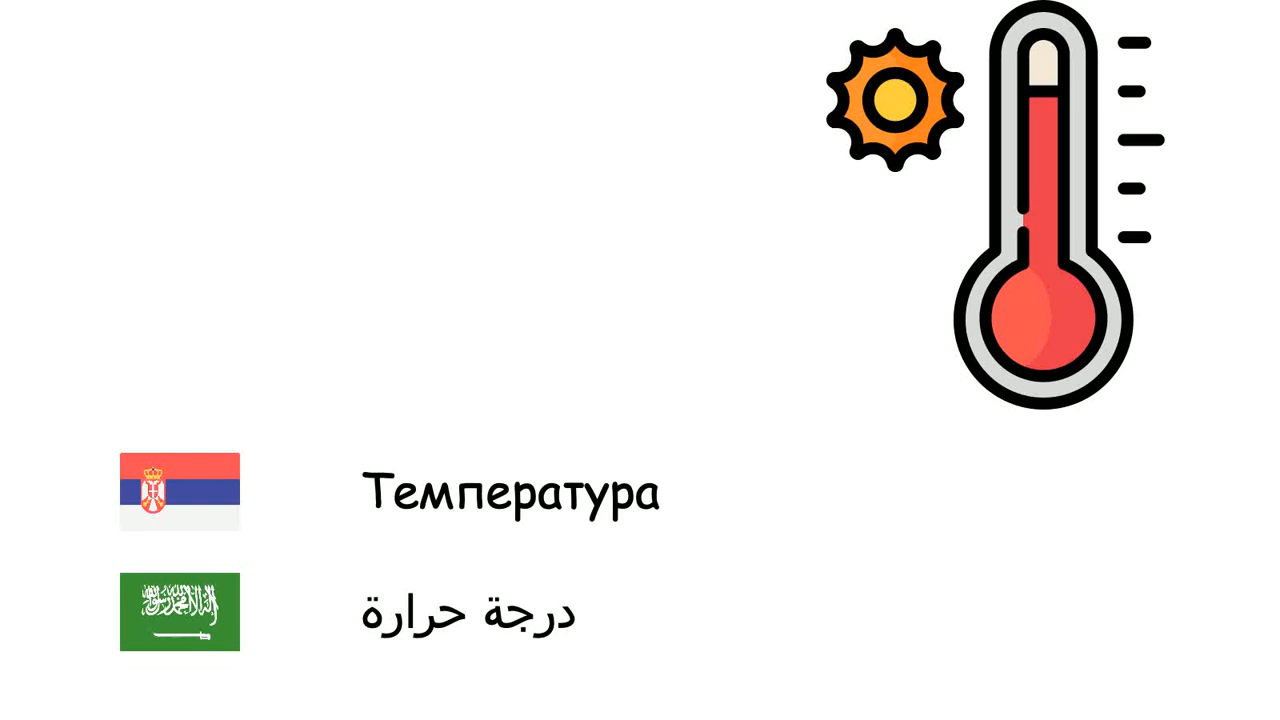 Температура
درجة حرارة